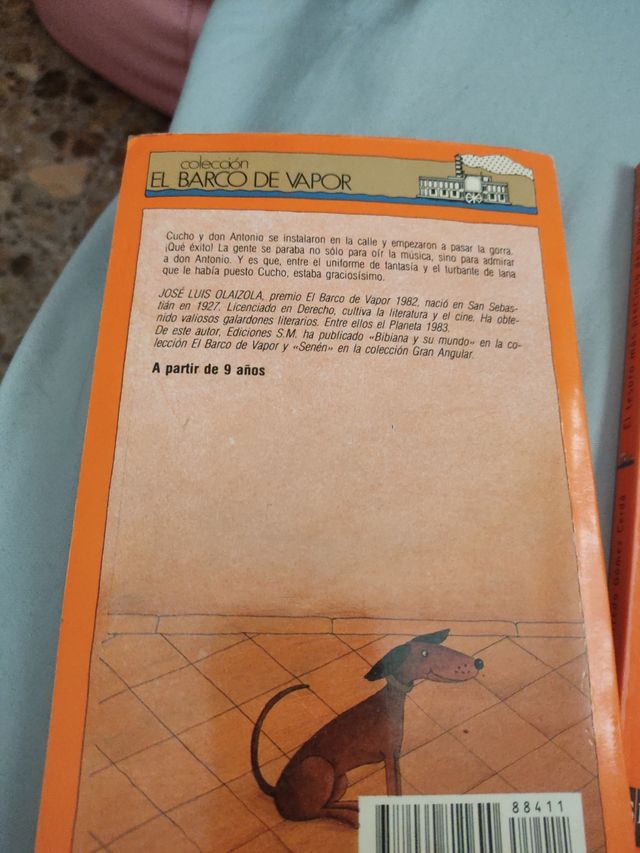 colección
EL BARCO DE VAPOR
Cucho y don Antonio se instalaron en la calle y empezaron a pasar la gorra.
¡Qué éxito! La gente se paraba no sólo para oír la música, sino para admirar
a don Antonio. Y es que, entre el uniforme de fantasía y el turbante de lana
que le había puesto Cucho, estaba graciosísimo.
JOSÉ LUIS OLAIZOLA, premio El Barco de Vapor 1982, nació en San Sebas-
tián en 1927. Licenciado en Derecho, cultiva la literatura y el cine. Ha obte-
nido valiosos galardones literarios. Entre ellos el Planeta 1983.
De este autor, Ediciones S.M. ha publicado «Bibiana y su mundo» en la co-
lección El Barco de Vapor y «Senén» en la colección Gran Angular.
A partir de 9 años
88411
El tesoro más
Gómez Cerdá